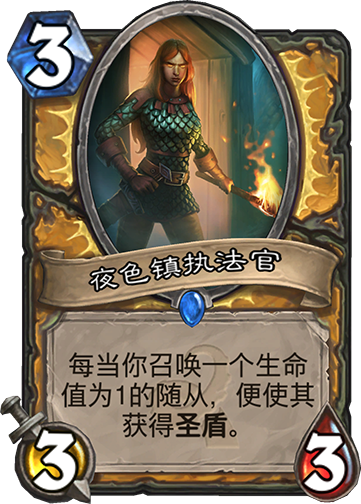 3
夜色镇执法官
每当你召唤一个生命
值为1的随从，便使其
获得圣盾。
3
3